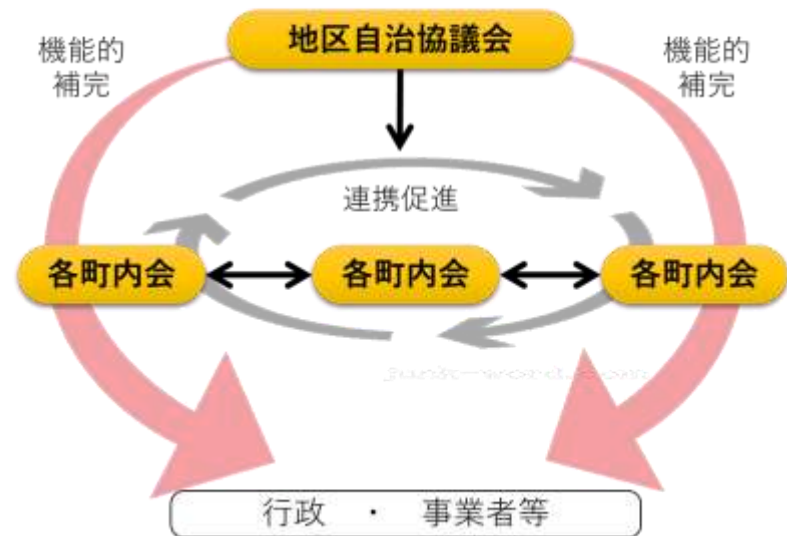 地区自治協議会
機能的
補完
機能的
補完
連携促進
各町内会
各町内会
各町内会
行政 ・ 事業者等